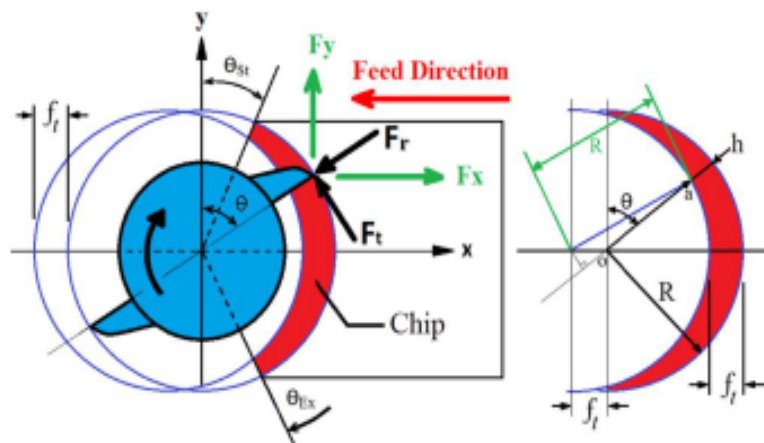 y
θSt
Fy
Feed Direction
ft
Fr
R
h
Fx
θ
θ
a
Ft
x
o
R
Chip
ft
θEx
ft